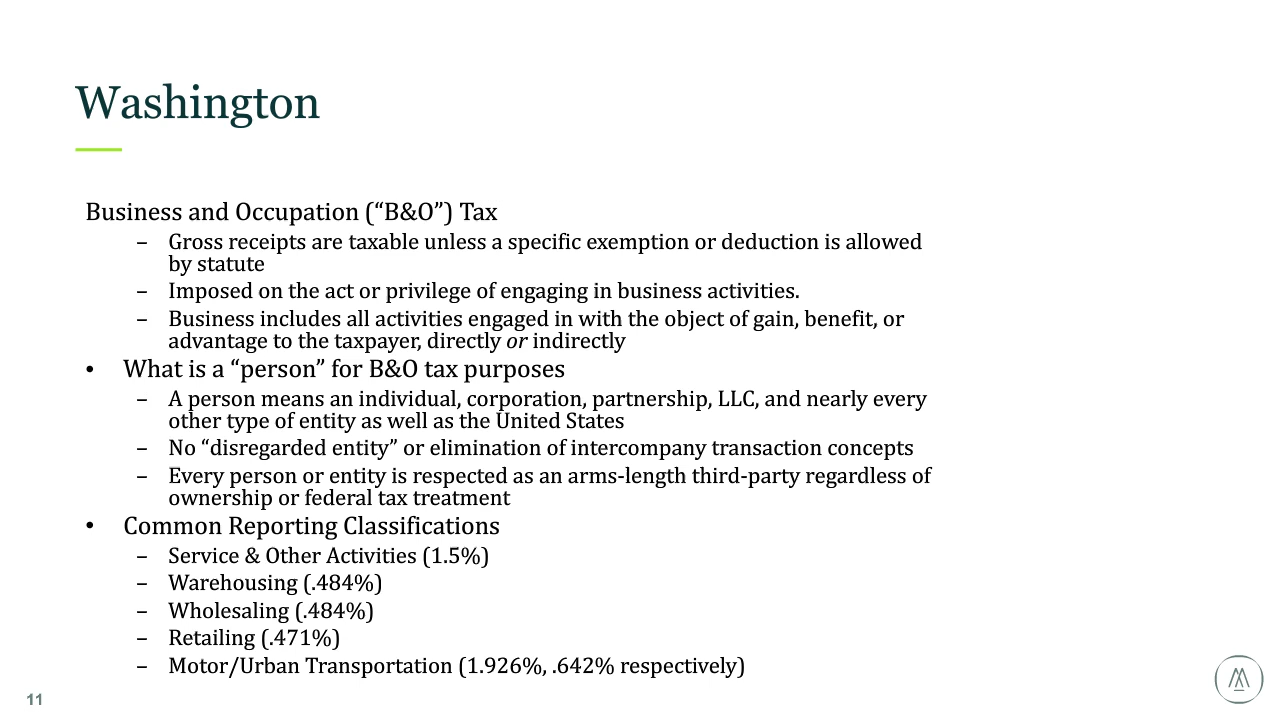 Washington
Business and Occupation (“B&O”) Tax
– Gross receipts are taxable unless a specific exemption or deduction is allowed
by statute
– Imposed on the act or privilege of engaging in business activities.
– Business includes all activities engaged in with the object of gain, benefit, or
advantage to the taxpayer, directly or indirectly
• What is a “person” for B&O tax purposes
– A person means an individual, corporation, partnership, LLC, and nearly every
other type of entity as well as the United States
– No “disregarded entity” or elimination of intercompany transaction concepts
– Every person or entity is respected as an arms-length third-party regardless of
ownership or federal tax treatment
• Common Reporting Classifications
– Service & Other Activities (1.5%)
– Warehousing (.484%)
– Wholesaling (.484%)
– Retailing (.471%)
– Motor/Urban Transportation (1.926%, .642% respectively)
11